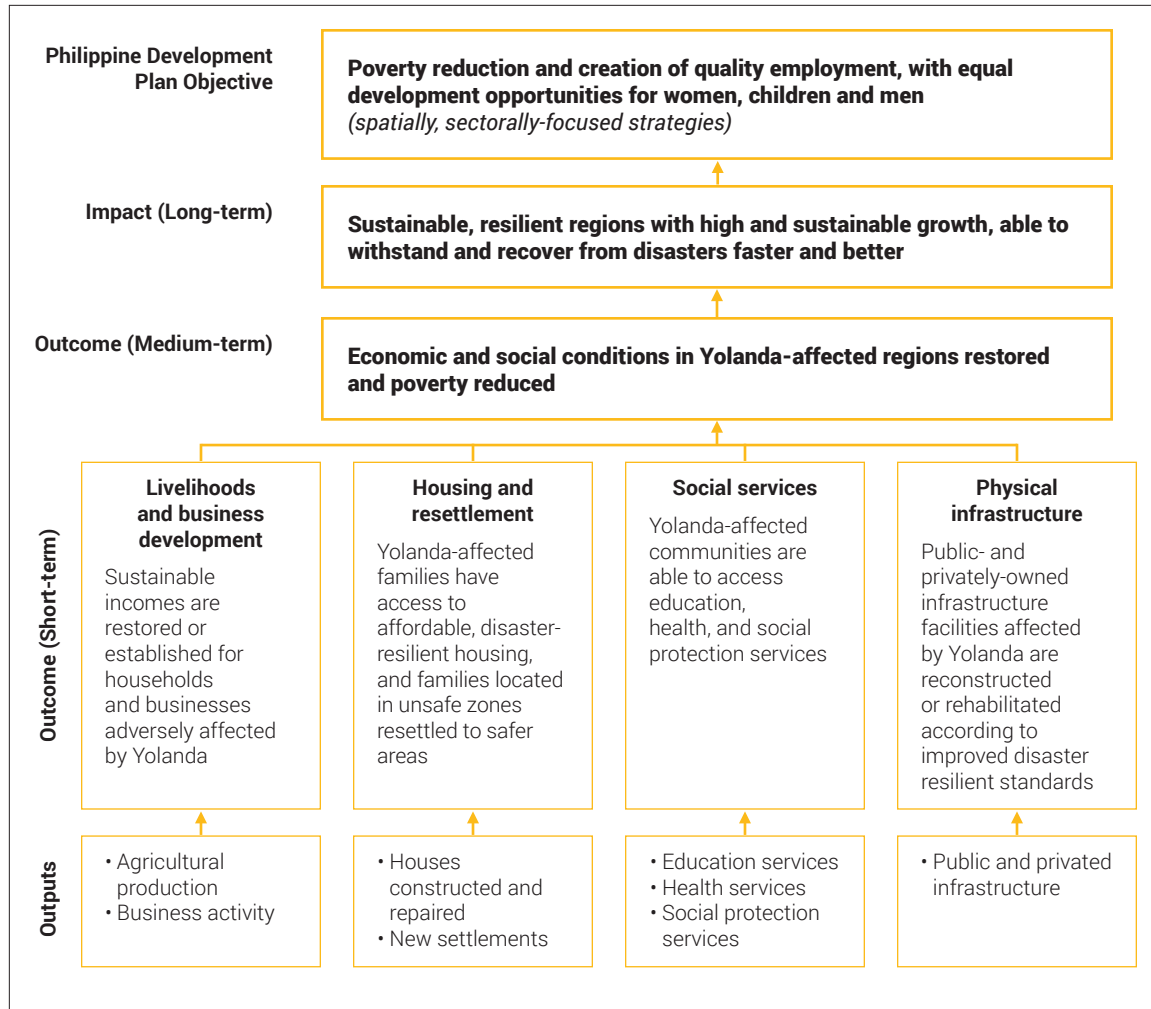 Philippine Development
Plan Objective
Poverty reduction and creation of quality employment, with equal
development opportunities for women, children and men
(spatially, sectorally-focused strategies)
Impact (Long-term)
Sustainable, resilient regions with high and sustainable growth, able to
withstand and recover from disasters faster and better
Outcome (Medium-term)
Economic and social conditions in Yolanda-affected regions restored
and poverty reduced
Outcome (Short-term)
Livelihoods
and business
development
Sustainable
incomes are
restored or
established for
households
and businesses
adversely affected
by Yolanda
Housing and
resettlement
Yolanda-affected
families have
access to
affordable, disaster-
resilient housing,
and families located
in unsafe zones
resettled to safer
areas
Social services
Yolanda-affected
communities are
able to access
education,
health, and social
protection services
Physical
infrastructure
Public- and
privately-owned
infrastructure
facilities affected
by Yolanda are
reconstructed
or rehabilitated
according to
improved disaster
resilient standards
Outputs
• Agricultural
production
• Business activity
• Houses
constructed and
repaired
• New settlements
• Education services
• Health services
• Social protection
services
• Public and privated
infrastructure